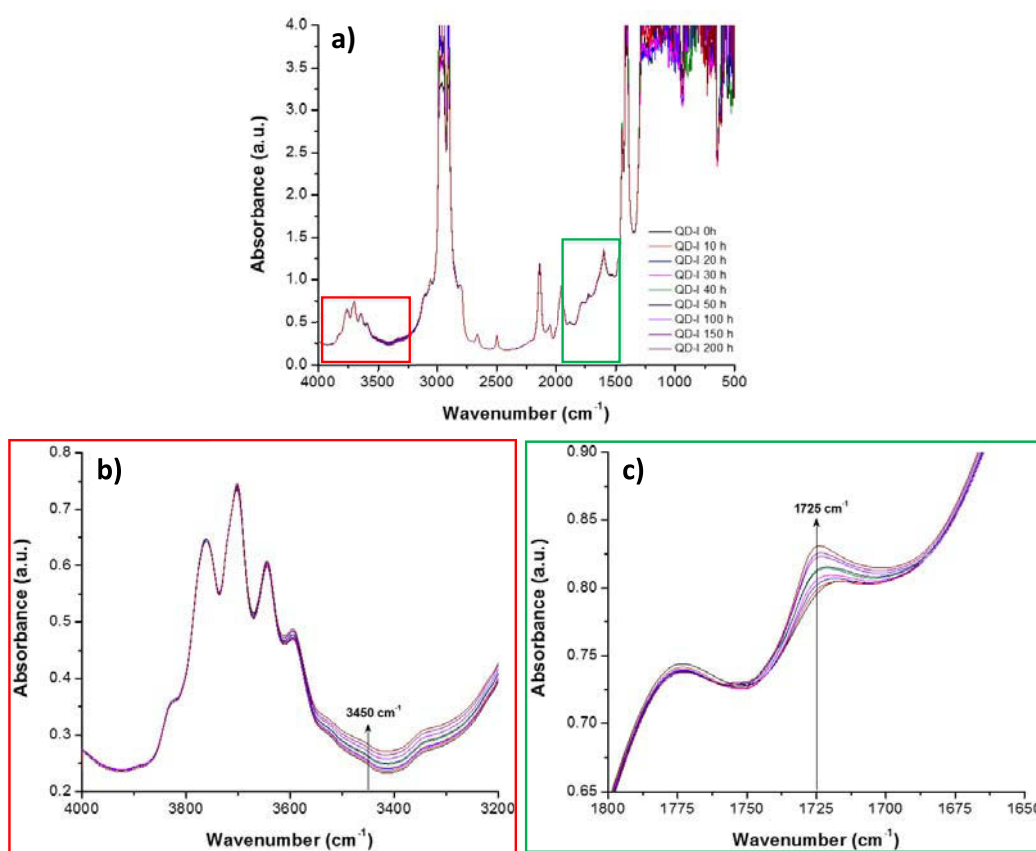 a)
4.0
3.5
3.0
2.5
2.0
1.5
1.0
0.5
0.0
Absorbance (a.u.)
QD-I 0h
QD-I 10 h
QD-I 20 h
QD-I 30 h
QD-I 40 h
QD-I 50 h
QD-I 100 h
QD-I 150 h
QD-I 200 h
4000 3500 3000 2500 2000 1500 1000 500
Wavenumber (cm⁻¹)
b)
0.8
0.7
0.6
0.5
0.4
0.3
0.2
Absorbance (a.u.)
3450 cm⁻¹
4000 3800 3600 3400 3200
Wavenumber (cm⁻¹)
c)
0.90
0.85
0.80
0.75
0.70
0.65
Absorbance (a.u.)
1725 cm⁻¹
1800 1775 1750 1725 1700 1675 1650
Wavenumber (cm⁻¹)